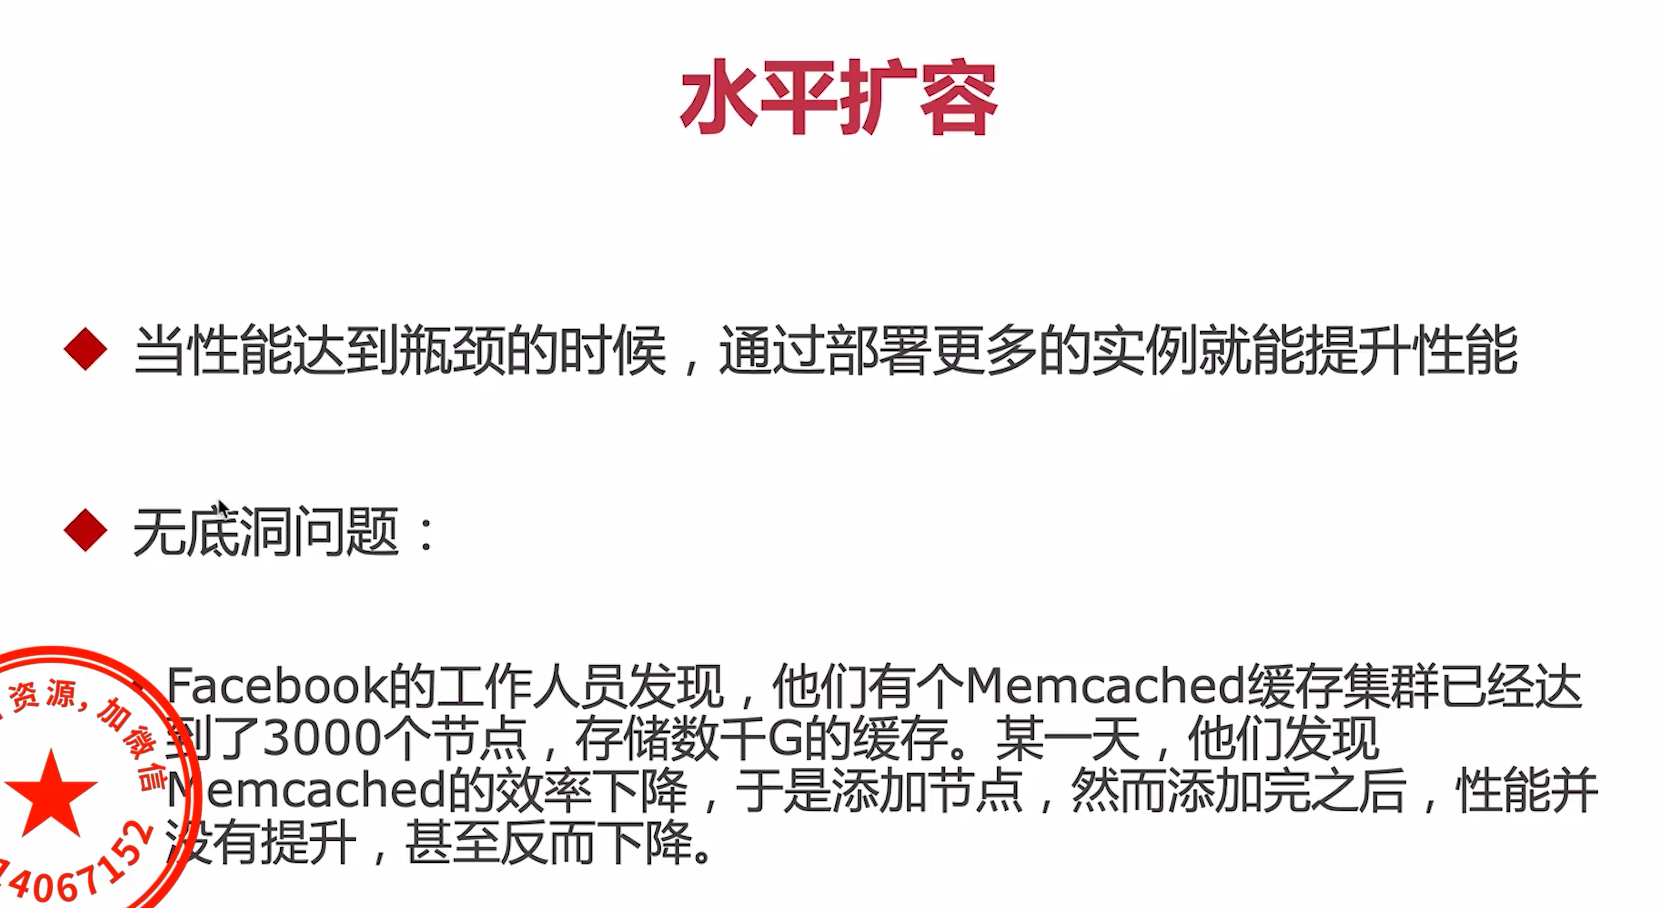 水平扩容
当性能达到瓶颈的时候，通过部署更多的实例就能提升性能
无底洞问题：
Facebook的工作人员发现，他们有个Memcached缓存集群已经达
到了3000个节点，存储数千G的缓存。某一天，他们发现
Memcached的效率下降，于是添加节点，然而添加完之后，性能并
没有提升，甚至反而下降。
资源,加微信
14067152